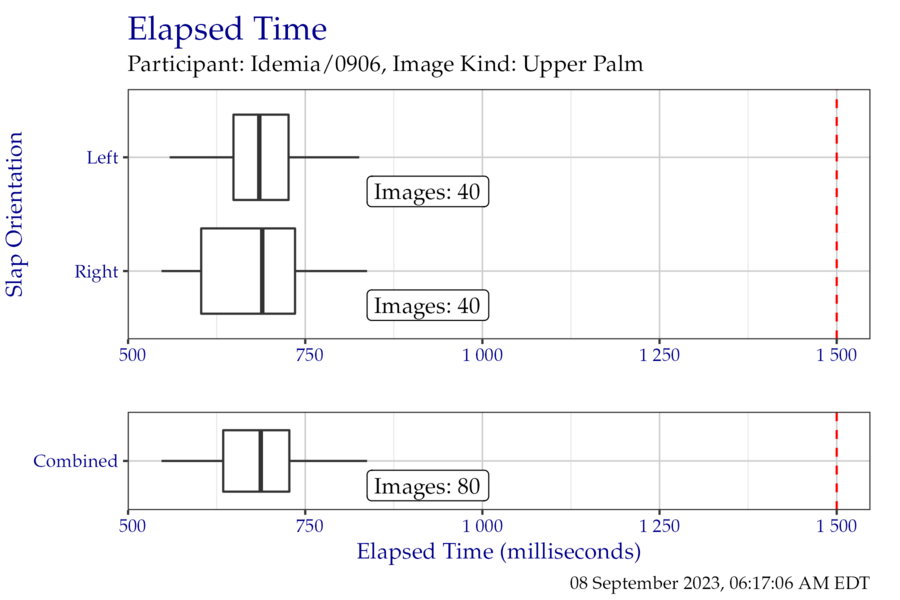 Elapsed Time
Participant: Idemia/0906, Image Kind: Upper Palm
Slap Orientation
Left
Images: 40
Right
Images: 40
500 750 1 000 1 250 1 500
Combined
Images: 80
500 750 1 000 1 250 1 500
Elapsed Time (milliseconds)
08 September 2023, 06:17:06 AM EDT